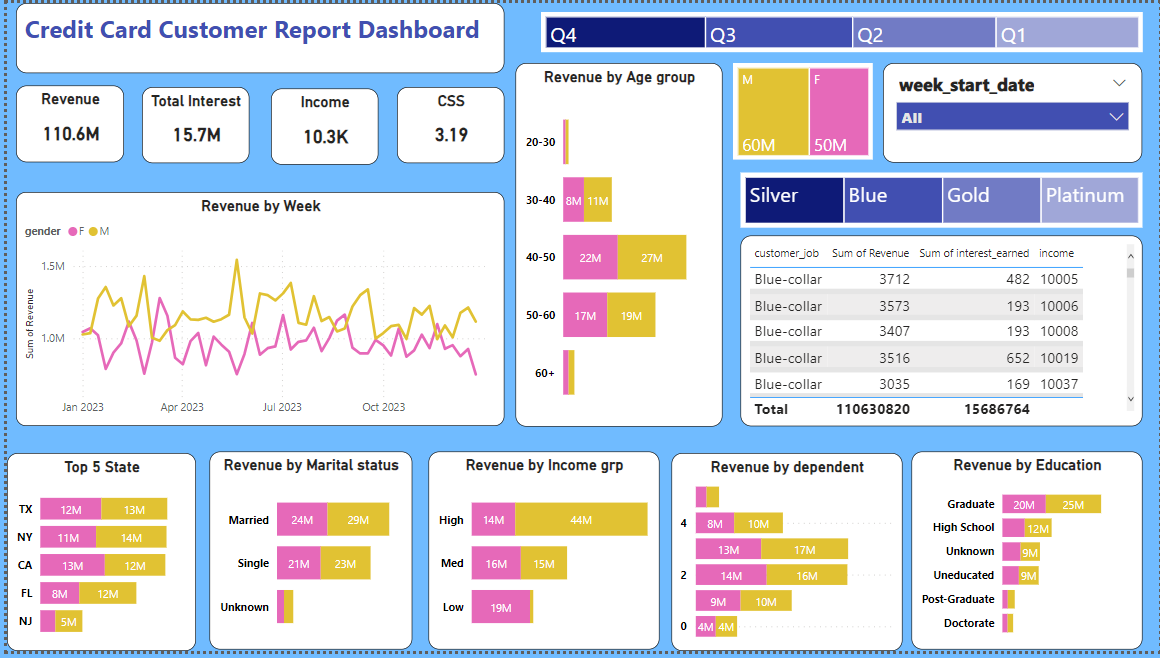 Credit Card Customer Report Dashboard
Q4
Q3
Q2
Q1
Revenue
110.6M
Total Interest
15.7M
Income
10.3K
CSS
3.19
Revenue by Age group
20-30
30-40
8M
11M
40-50
22M
27M
50-60
17M
19M
60+
M
60M
F
50M
week_start_date
All
Silver
Blue
Gold
Platinum
Revenue by Week
gender F M
Sum of Revenue
1.5M
1.0M
Jan 2023
Apr 2023
Jul 2023
Oct 2023
customer_job Sum of Revenue Sum of interest_earned income
Blue-collar 3712 482 10005
Blue-collar 3573 193 10006
Blue-collar 3407 193 10008
Blue-collar 3516 652 10019
Blue-collar 3035 169 10037
Total 110630820 15686764
Top 5 State
TX 12M 13M
NY 11M 14M
CA 13M 12M
FL 8M 12M
NJ 5M
Revenue by Marital status
Married 24M 29M
Single 21M 23M
Unknown
Revenue by Income grp
High 14M 44M
Med 16M 15M
Low 19M
Revenue by dependent
4 8M 10M
13M 17M
2 14M 16M
9M 10M
0 4M 4M
Revenue by Education
Graduate 20M 25M
High School 12M
Unknown 9M
Uneducated 9M
Post-Graduate
Doctorate